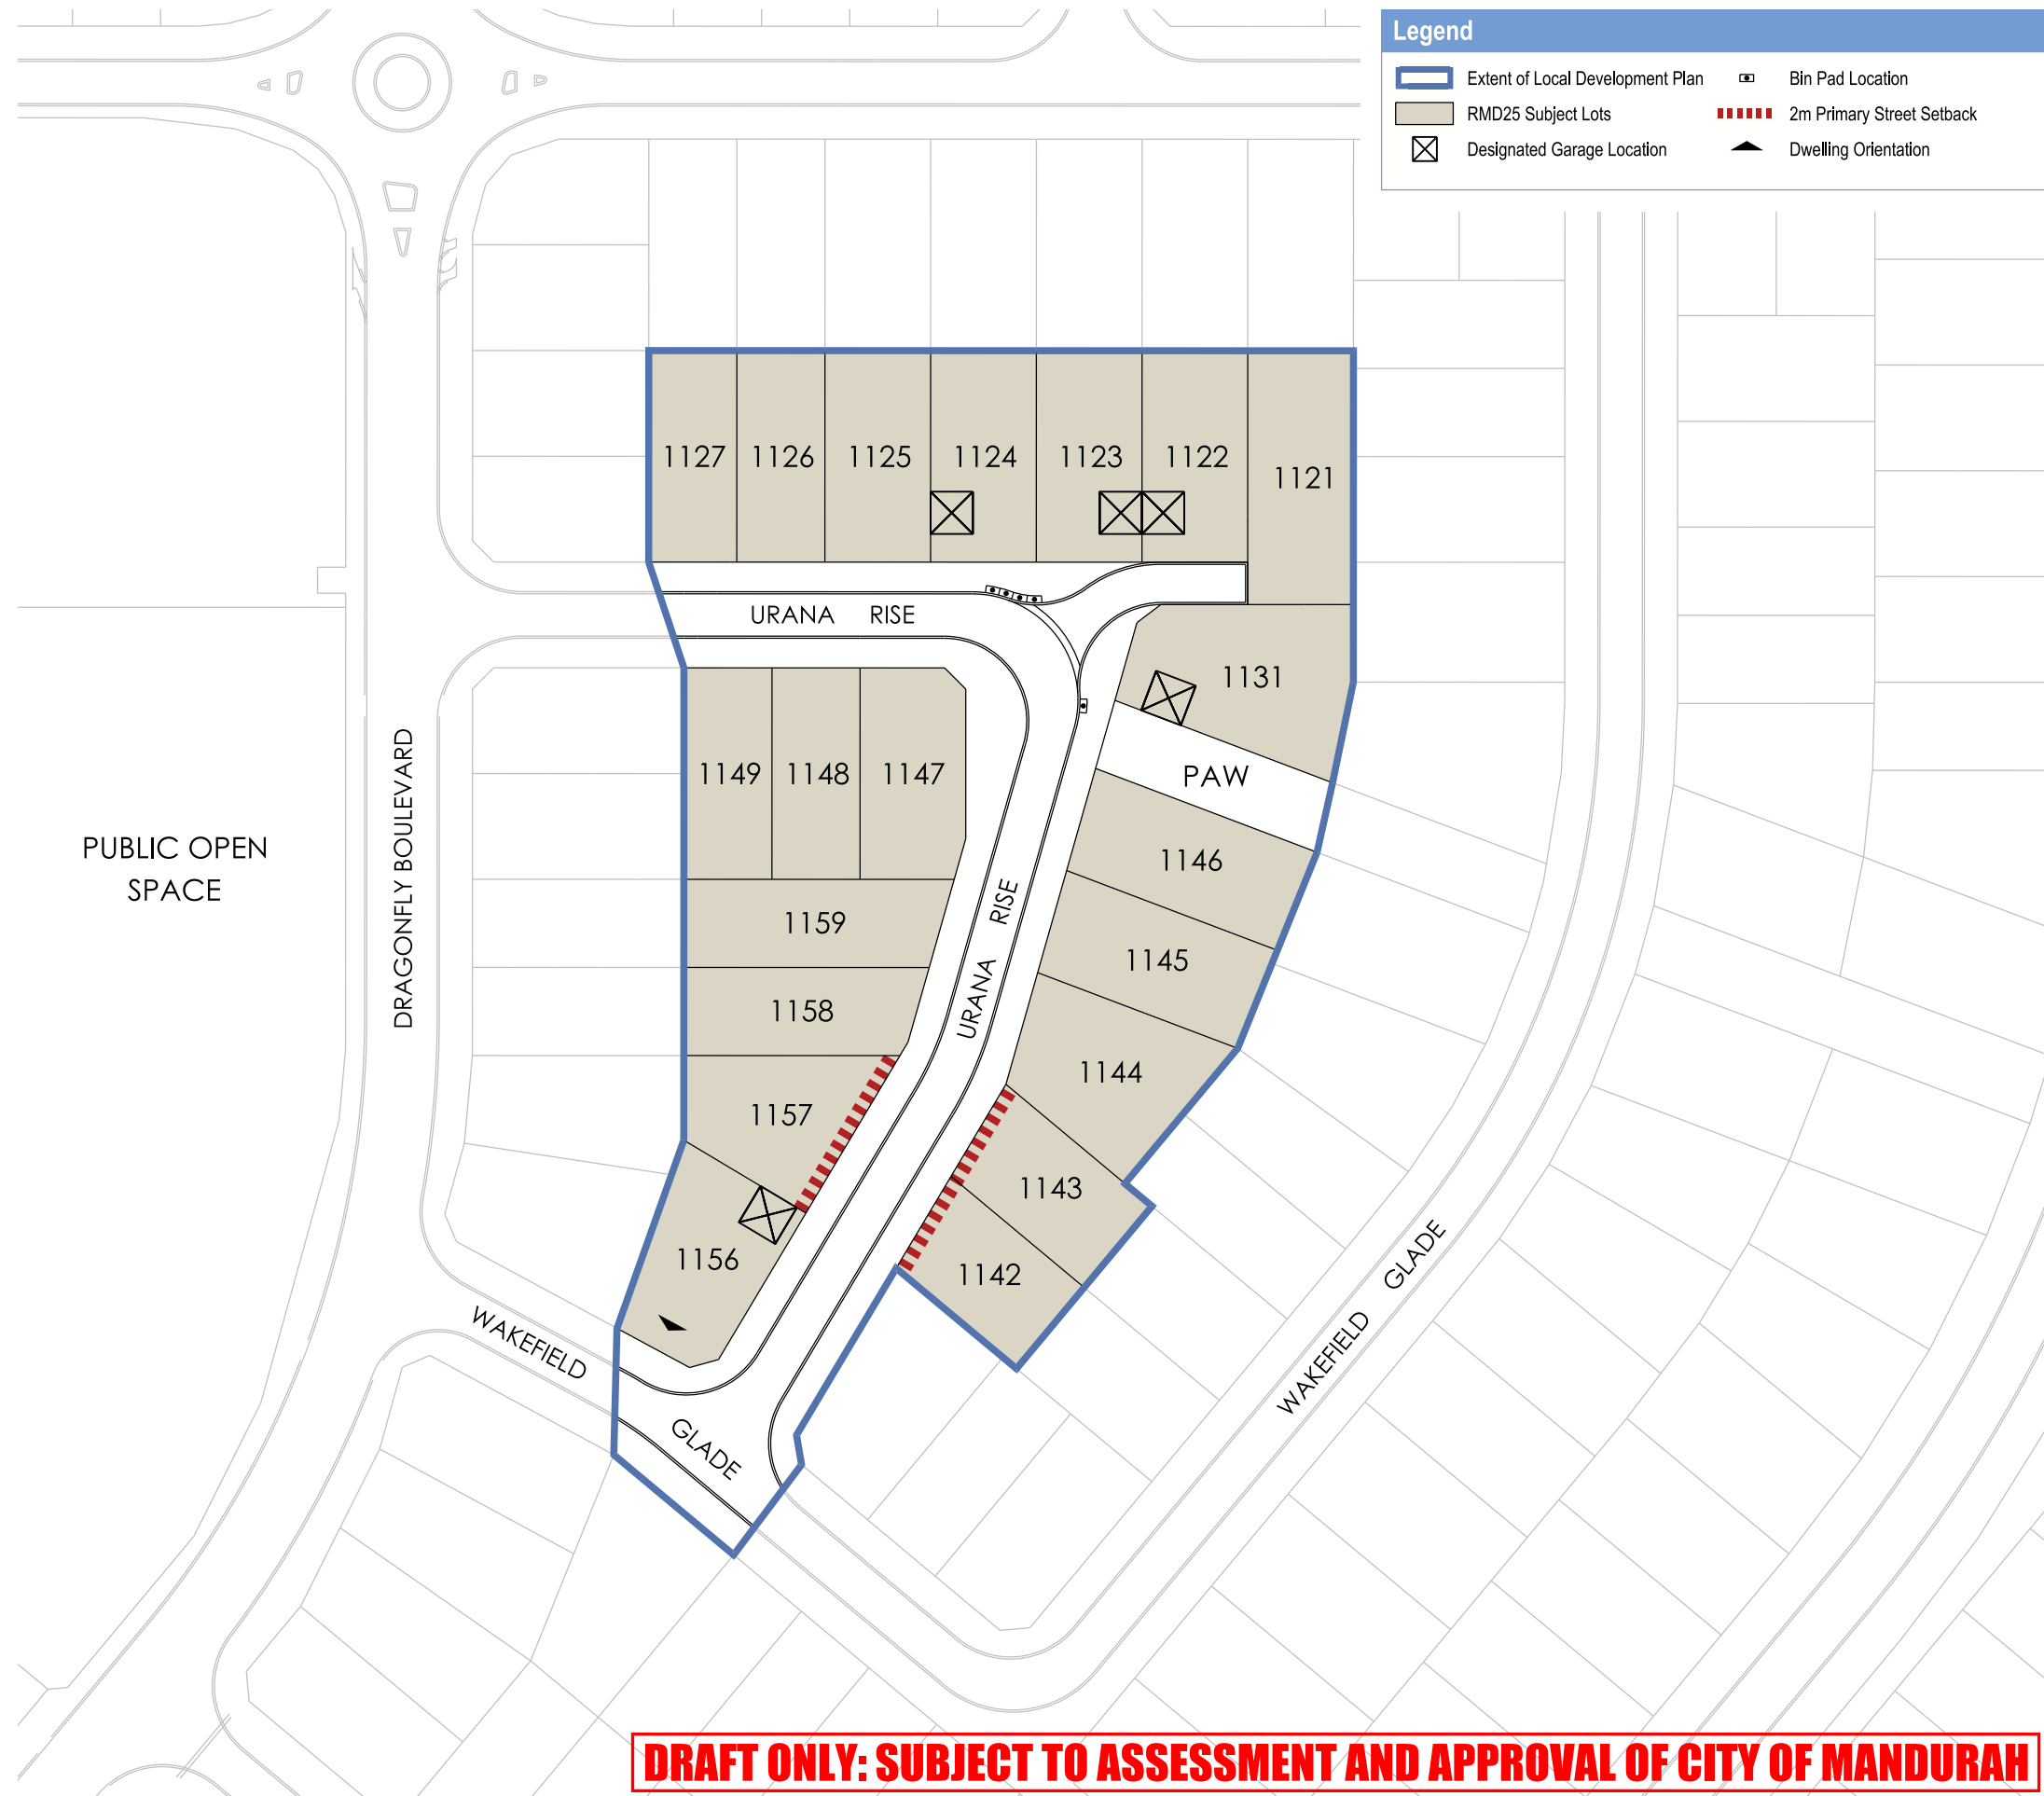 Legend
Extent of Local Development Plan
Bin Pad Location
RMD25 Subject Lots
2m Primary Street Setback
Designated Garage Location
Dwelling Orientation
1127
1126
1125
1124
1123
1122
1121
URANA RISE
1131
1149
1148
1147
PAW
PUBLIC OPEN
SPACE
DRAGONFLY BOULEVARD
1146
1159
URANA RISE
1145
1158
1144
1157
1143
1156
1142
WAKEFIELD GLADE
WAKEFIELD GLADE
DRAFT ONLY: SUBJECT TO ASSESSMENT AND APPROVAL OF CITY OF MANDURAH